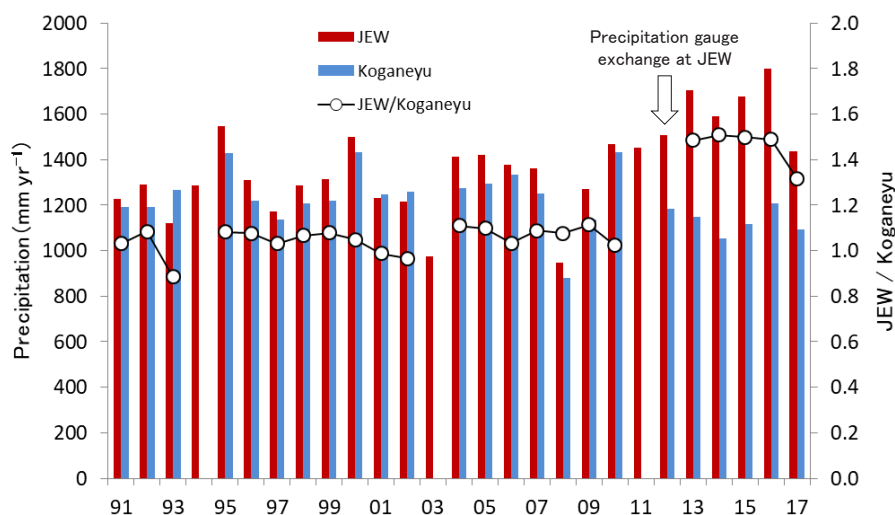 2000
1800
1600
1400
1200
1000
800
600
400
200
0
Precipitation (mm yr⁻¹)
JEW
Koganeyu
JEW/Koganeyu
Precipitation gauge
exchange at JEW
2.0
1.8
1.6
1.4
1.2
1.0
0.8
0.6
0.4
0.2
0.0
JEW / Koganeyu
91 93 95 97 99 01 03 05 07 09 11 13 15 17